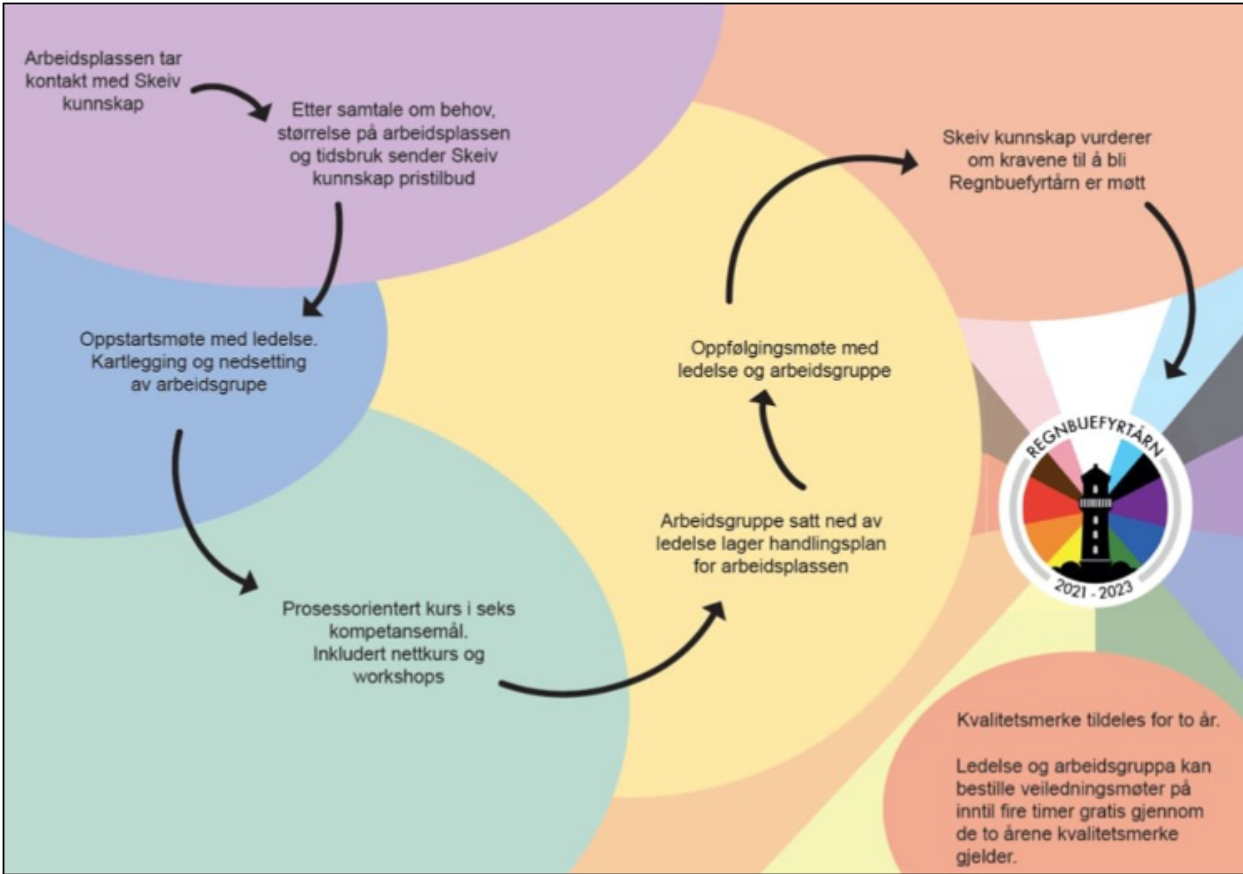 Arbeidsplassen tar
kontakt med Skeiv
kunnskap
Etter samtale om behov,
størrelse på arbeidsplassen
og tidsbruk sender Skeiv
kunnskap pristilbud
Oppstartsmøte med ledelse.
Kartlegging og nedsetting
av arbeidsgrupe
Prosessorientert kurs i seks
kompetansemål.
Inkludert nettkurs og
workshops
Arbeidsgruppe satt ned av
ledelse lager handlingsplan
for arbeidsplassen
Oppfølgingsmøte med
ledelse og arbeidsgruppe
Skeiv kunnskap vurderer
om kravene til å bli
Regnbuefyrtårn er møtt
REGNBUEFYRTÅRN
2021 - 2023
Kvalitetsmerke tildeles for to år.
Ledelse og arbeidsgruppa kan
bestille veiledningsmøter på
inntil fire timer gratis gjennom
de to årene kvalitetsmerke
gjelder.